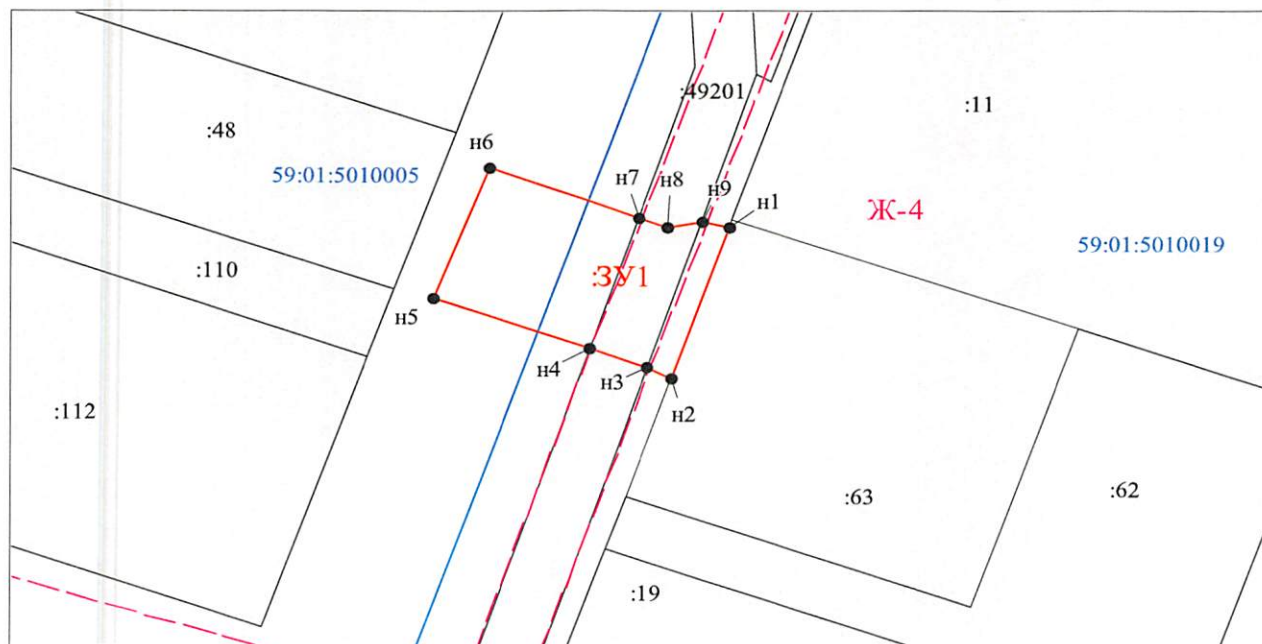 :49201
:11
:48
н6
59:01:5010005
н7
н8
н9
н1
Ж-4
59:01:5010019
:110
:ЗУ1
н5
н4
н3
н2
:112
:63
:62
:19